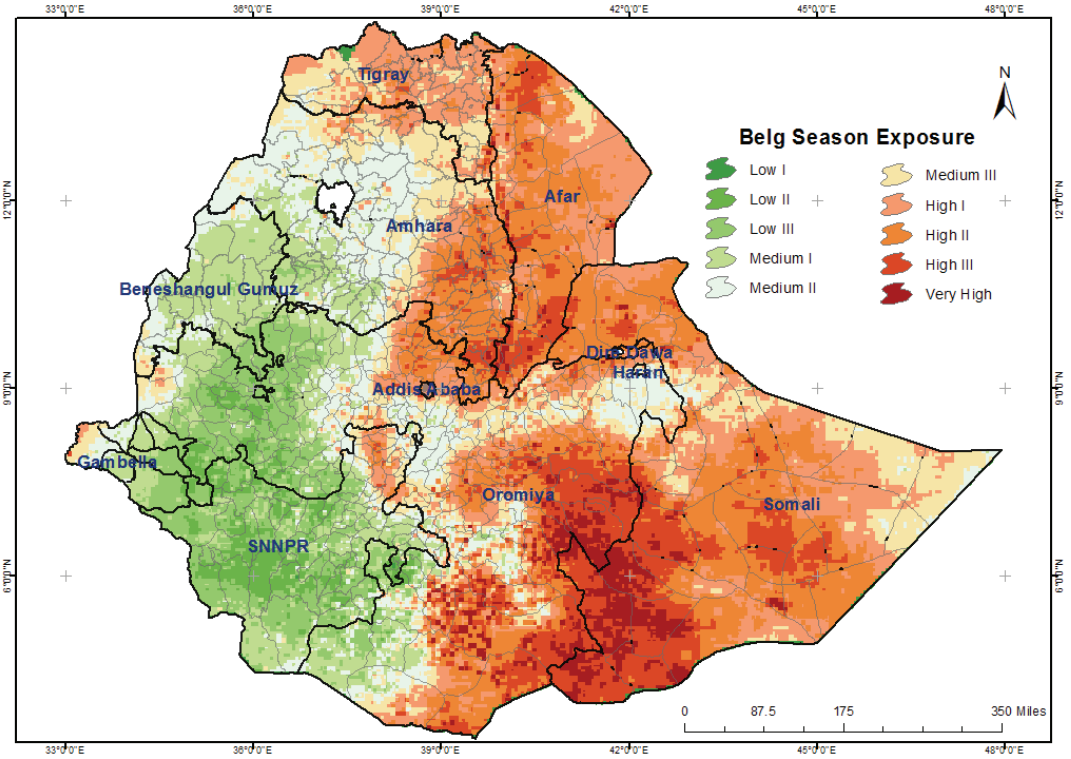 33°0'0"E 36°0'0"E 39°0'0"E 42°0'0"E 45°0'0"E 48°0'0"E
N
Belg Season Exposure
Low I
Low II
Low III
Medium I
Medium II
Medium III
High I
High II
High III
Very High
Tigray
Afar
Amhara
Beneshangul Gumuz
Dire Dawa
Harari
Addis Ababa
Gambella
Oromiya
Somali
SNNPR
12°0'0"N
9°0'0"N
6°0'0"N
12°0'0"N
9°0'0"N
6°0'0"N
0 87.5 175 350 Miles
33°0'0"E 36°0'0"E 39°0'0"E 42°0'0"E 45°0'0"E 48°0'0"E